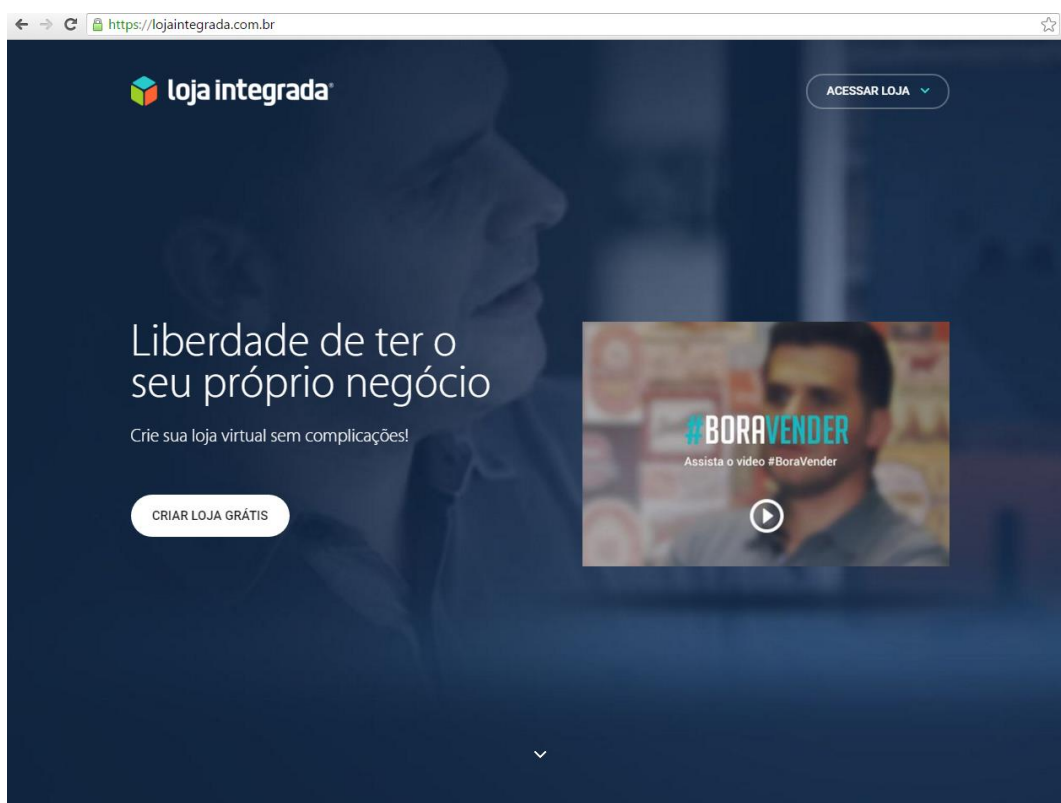 https://lojaintegrada.com.br
loja integrada
ACESSAR LOJA
Liberdade de ter o
seu próprio negócio
Crie sua loja virtual sem complicações!
CRIAR LOJA GRÁTIS
#BORAVENDER
Assista o video #BoraVender